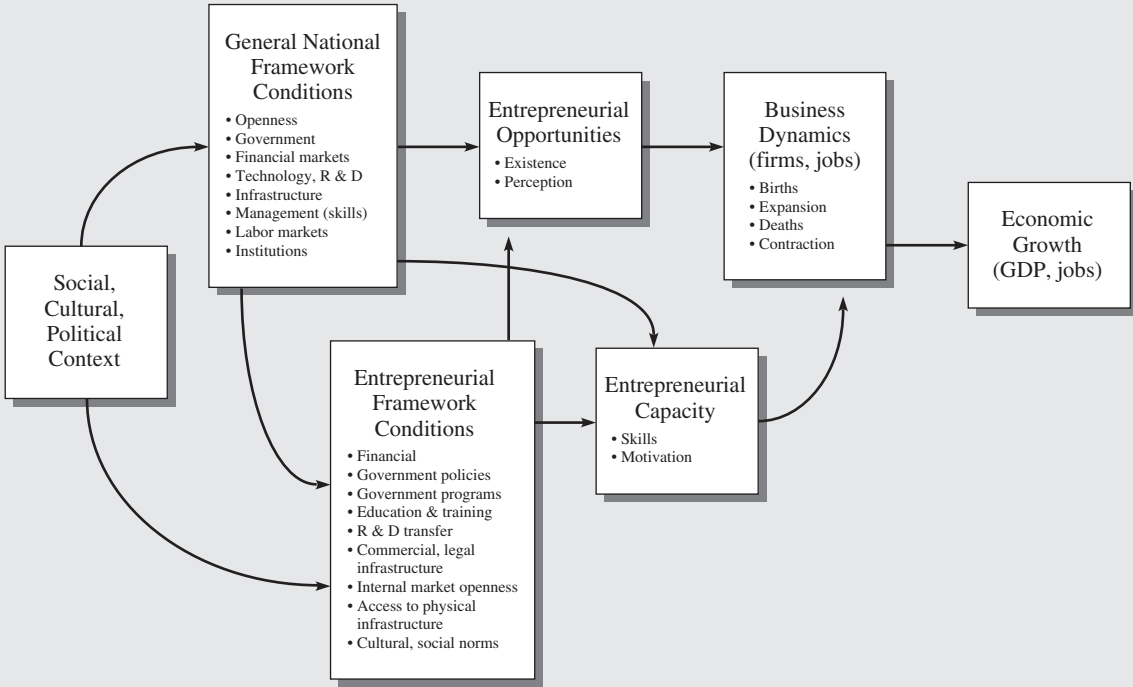 General National
Framework
Conditions
• Openness
• Government
• Financial markets
• Technology, R & D
• Infrastructure
• Management (skills)
• Labor markets
• Institutions
Entrepreneurial
Opportunities
• Existence
• Perception
Business
Dynamics
(firms, jobs)
• Births
• Expansion
• Deaths
• Contraction
Economic
Growth
(GDP, jobs)
Social,
Cultural,
Political
Context
Entrepreneurial
Framework
Conditions
• Financial
• Government policies
• Government programs
• Education & training
• R & D transfer
• Commercial, legal
infrastructure
• Internal market openness
• Access to physical
infrastructure
• Cultural, social norms
Entrepreneurial
Capacity
• Skills
• Motivation